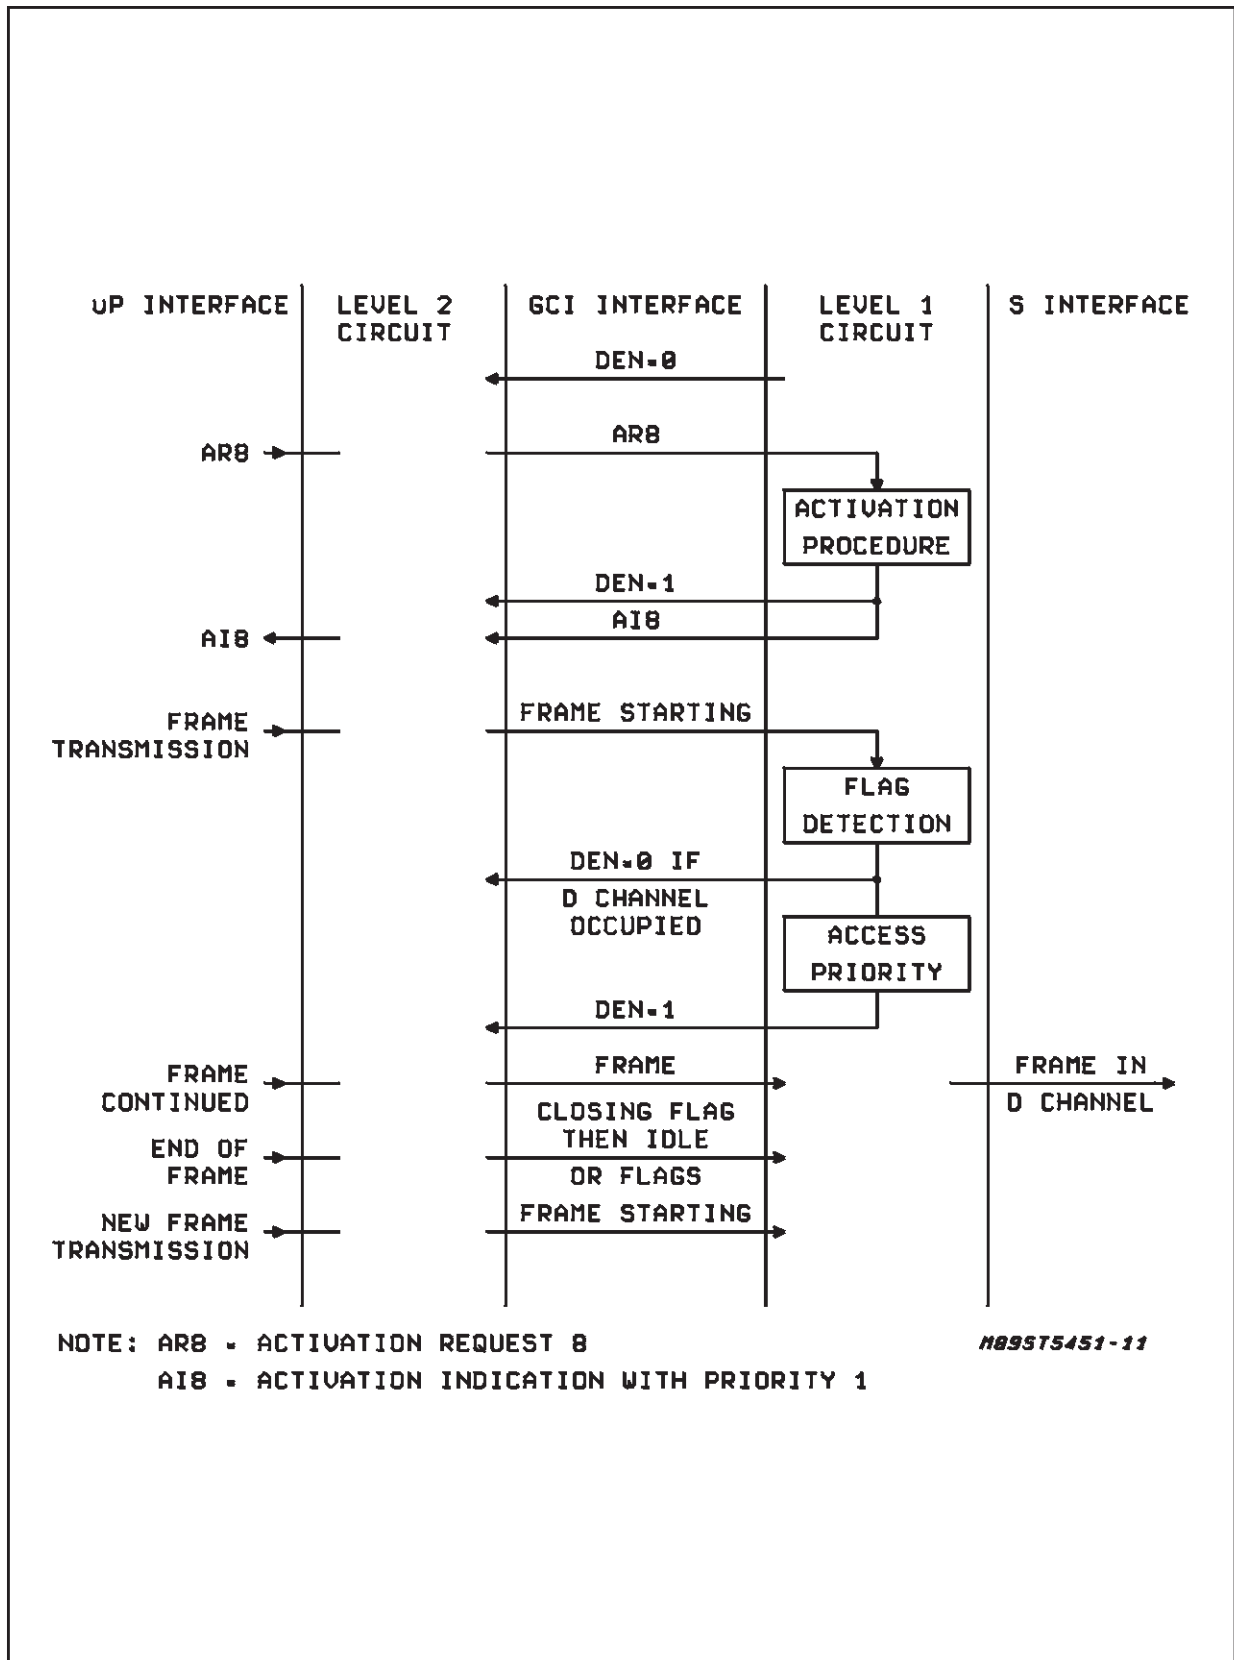 uP INTERFACE
LEVEL 2
CIRCUIT
GCI INTERFACE
LEVEL 1
CIRCUIT
S INTERFACE
DEN=0
AR8
AR8
ACTIVATION
PROCEDURE
DEN=1
AI8
AI8
FRAME
TRANSMISSION
FRAME STARTING
FLAG
DETECTION
DEN=0 IF
D CHANNEL
OCCUPIED
ACCESS
PRIORITY
DEN=1
FRAME
CONTINUED
FRAME
FRAME IN
D CHANNEL
END OF
FRAME
CLOSING FLAG
THEN IDLE
OR FLAGS
NEW FRAME
TRANSMISSION
FRAME STARTING
NOTE: AR8 = ACTIVATION REQUEST 8
AI8 = ACTIVATION INDICATION WITH PRIORITY 1
M89ST5451-11